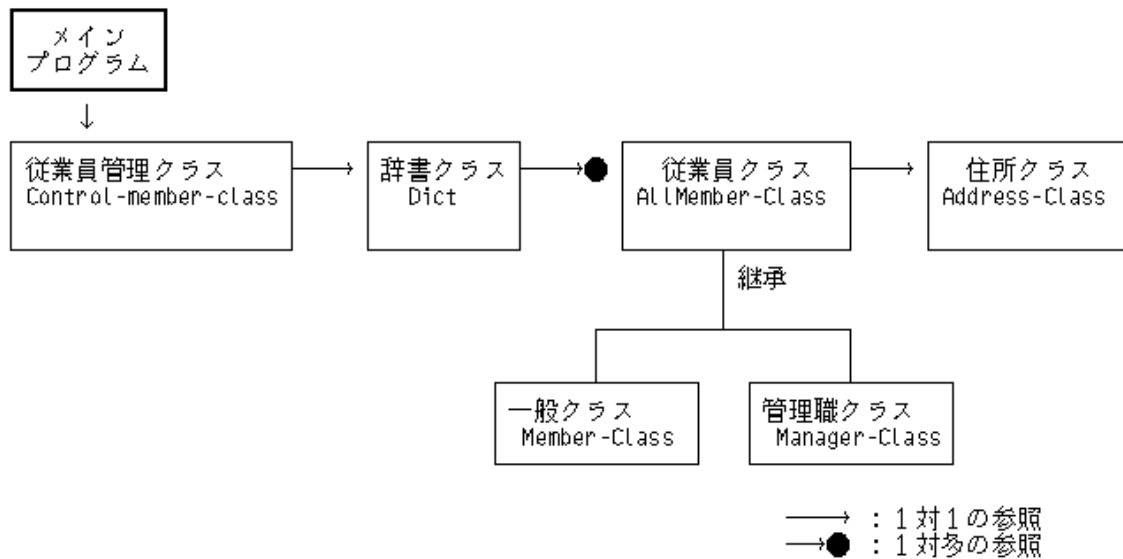 メイン
プログラム
↓
従業員管理クラス
Control-member-class
辞書クラス
Dict
従業員クラス
AllMember-Class
住所クラス
Address-Class
継承
一般クラス
Member-Class
管理職クラス
Manager-Class
：１対１の参照
：１対多の参照